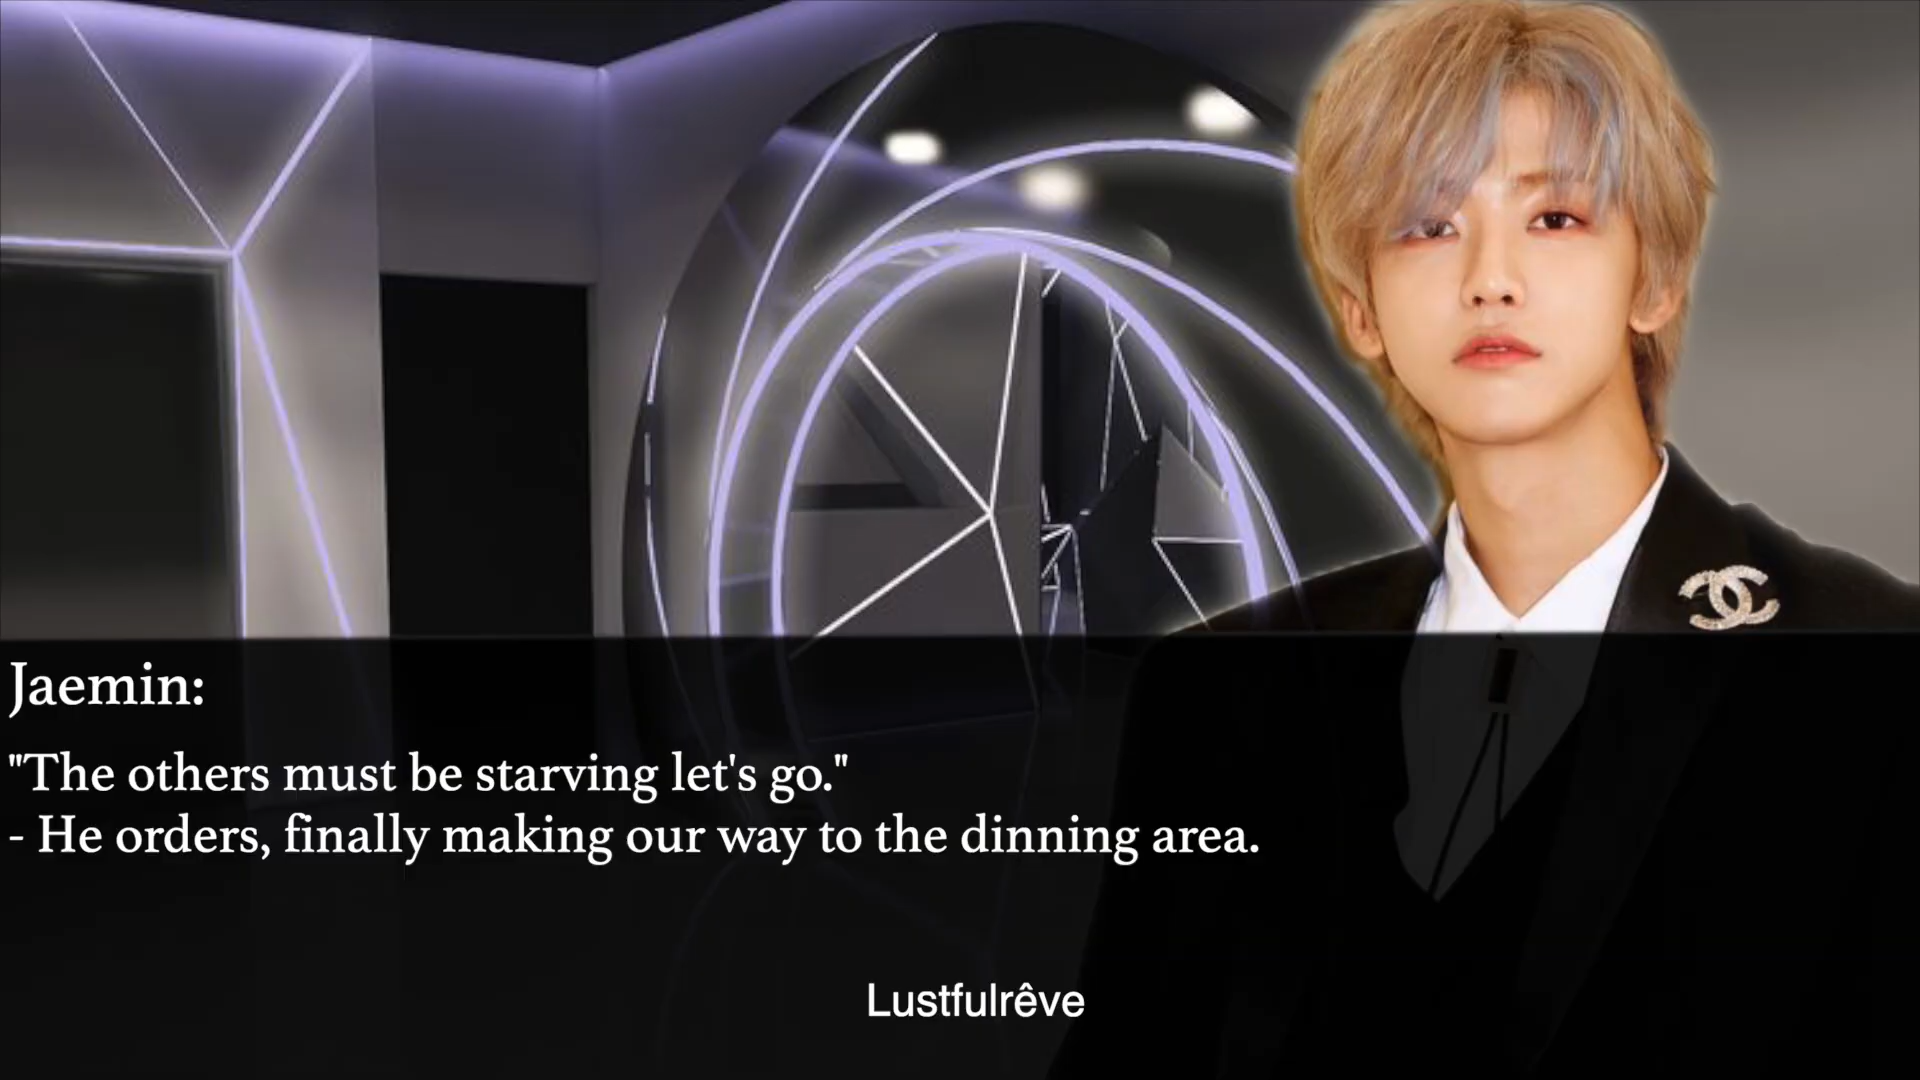 Jaemin:
"The others must be starving let's go."
- He orders, finally making our way to the dinning area.
Lustfulrêve